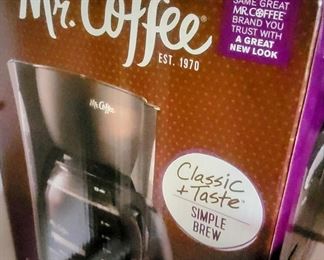 Mr. Coffee®
EST. 1970
SAME GREAT
MR. COFFEE®
BRAND YOU
TRUST WITH
A GREAT
NEW LOOK
Mr. Coffee
Classic
+ Taste™
SIMPLE
BREW